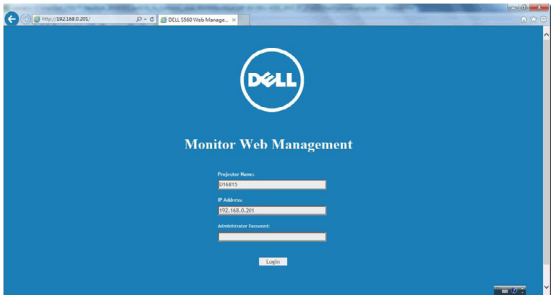 http://192.168.0.201/
DELL S560 Web Manage...
DELL
Monitor Web Management
Projector Name:
D16815
IP Address:
192.168.0.201
Administrator Password:
Login